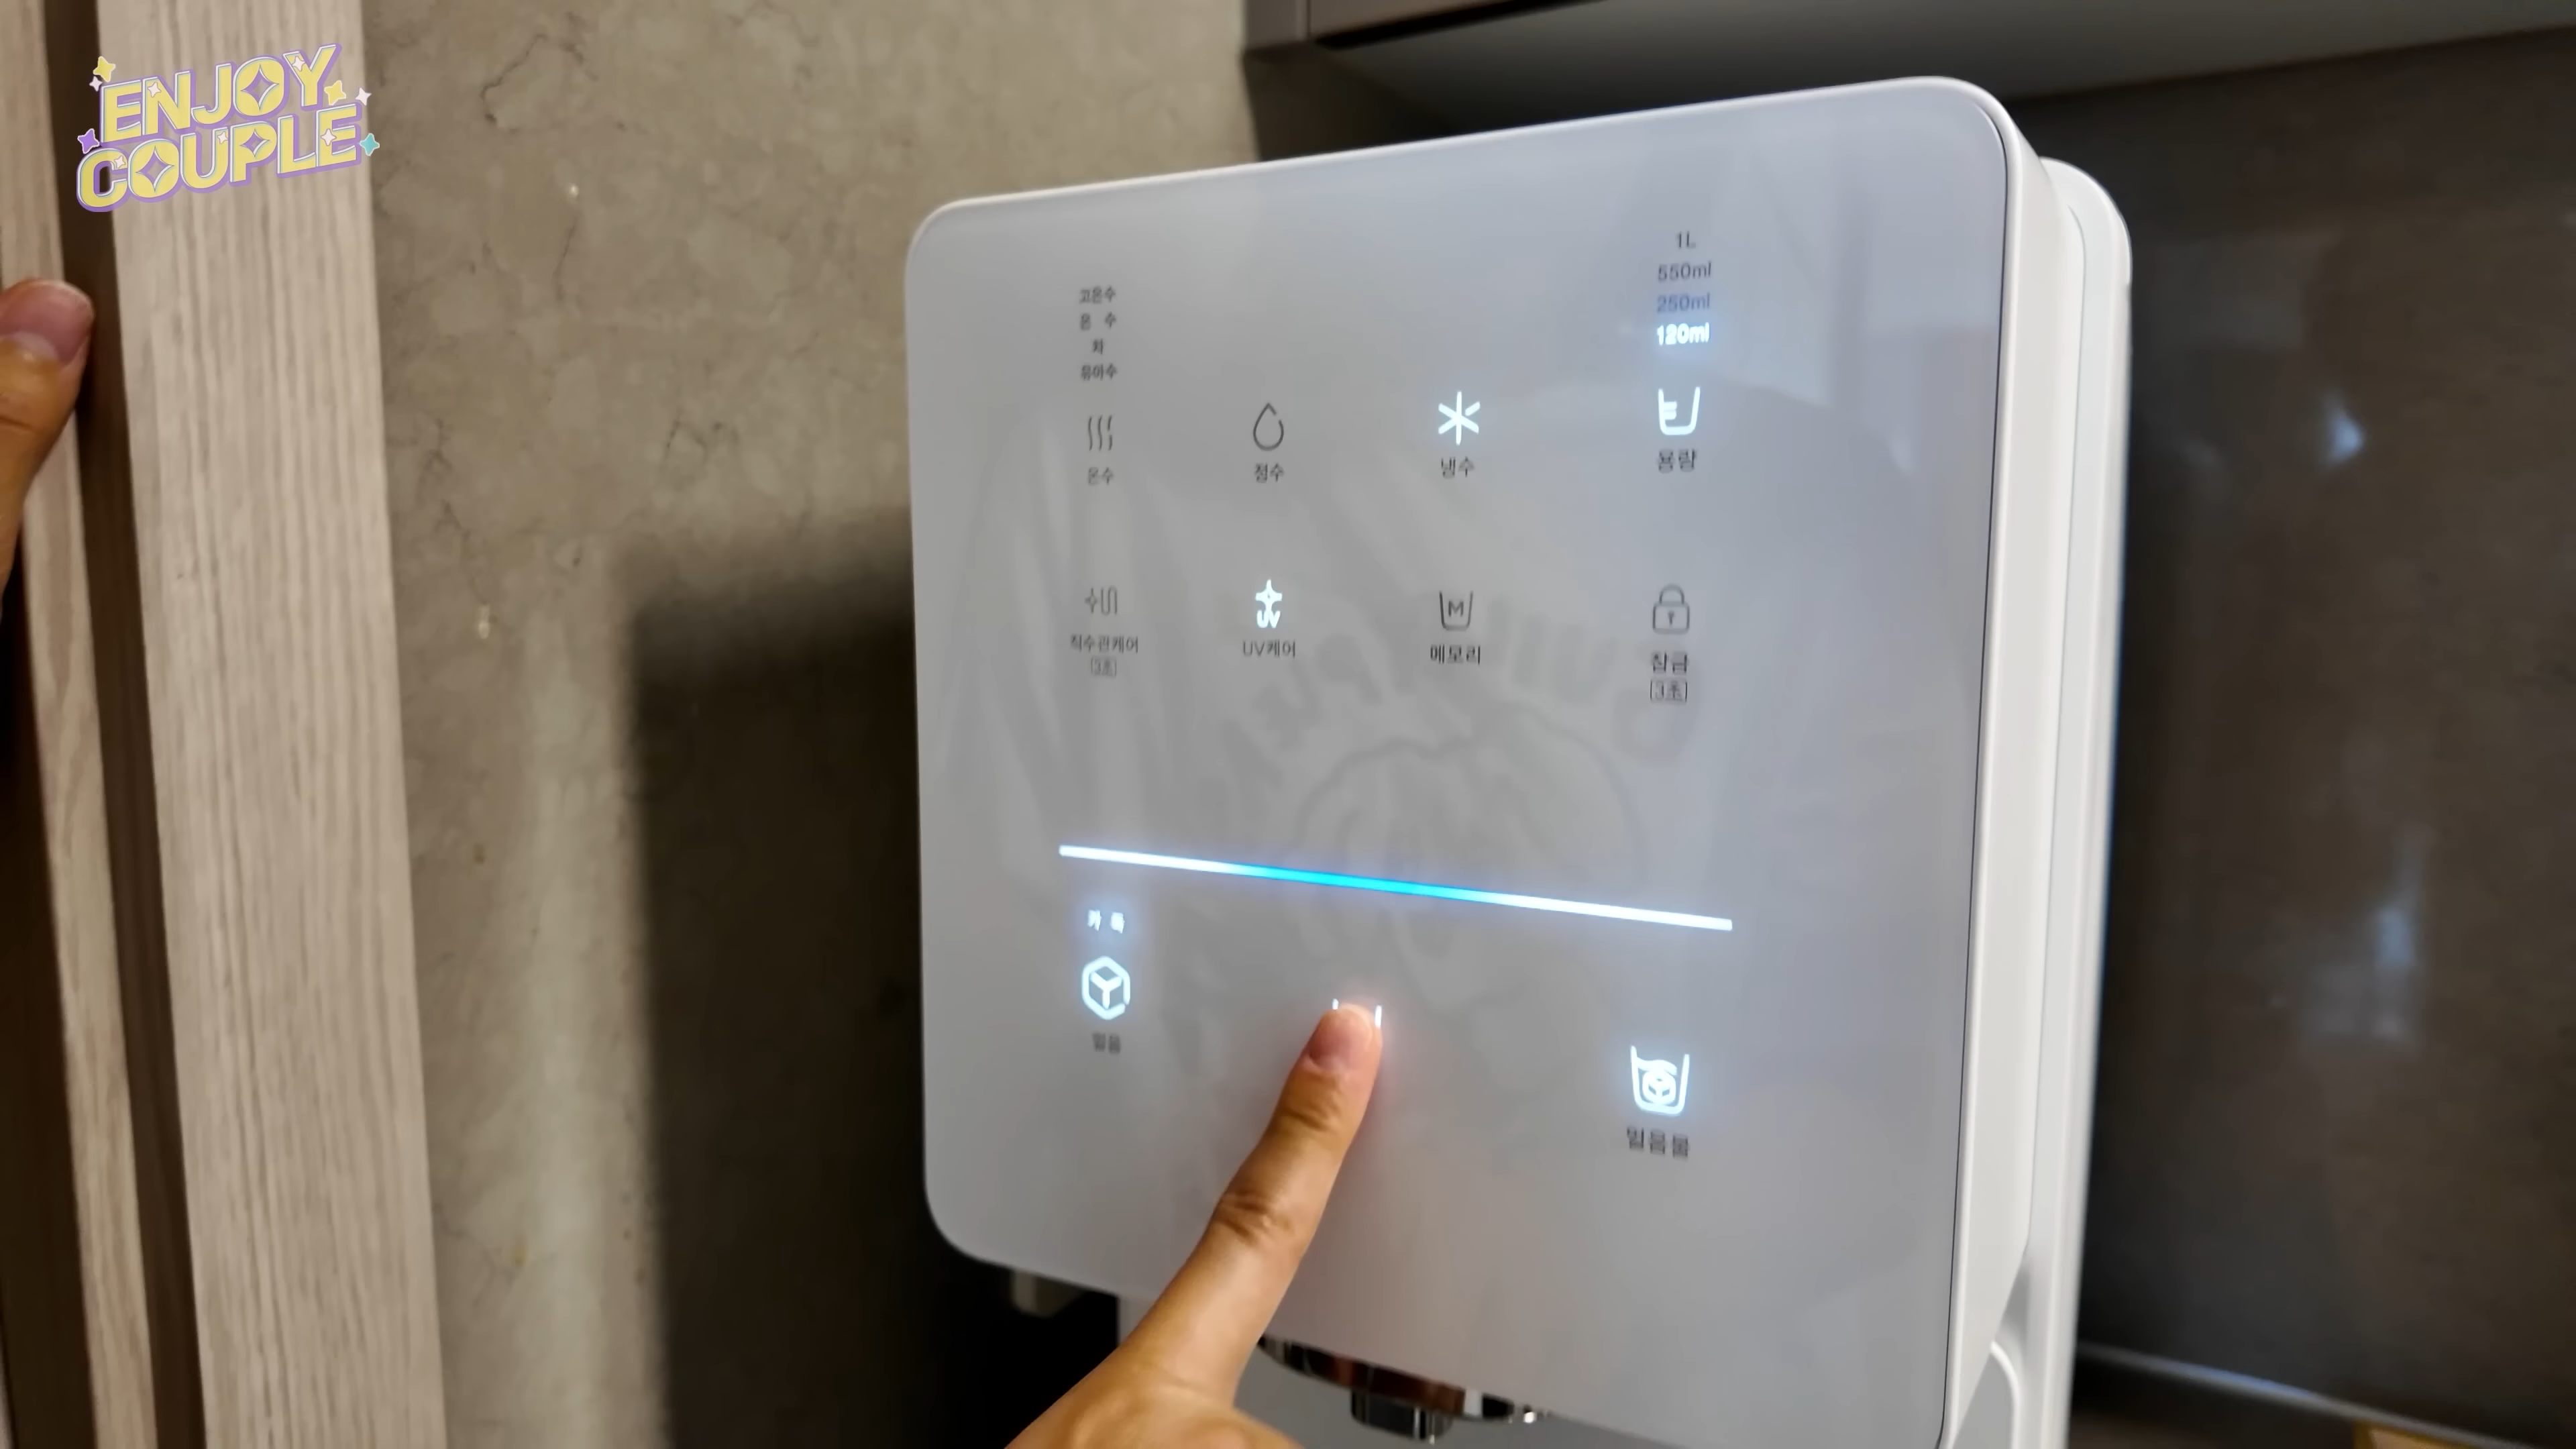 ENJOY
COUPLE
1L
550ml
250ml
120ml
고온수
온 수
차
유아수
온수
정수
냉수
용량
직수관케어
3초
UV
UV케어
M
메모리
잠금
3초
얼음
얼음물